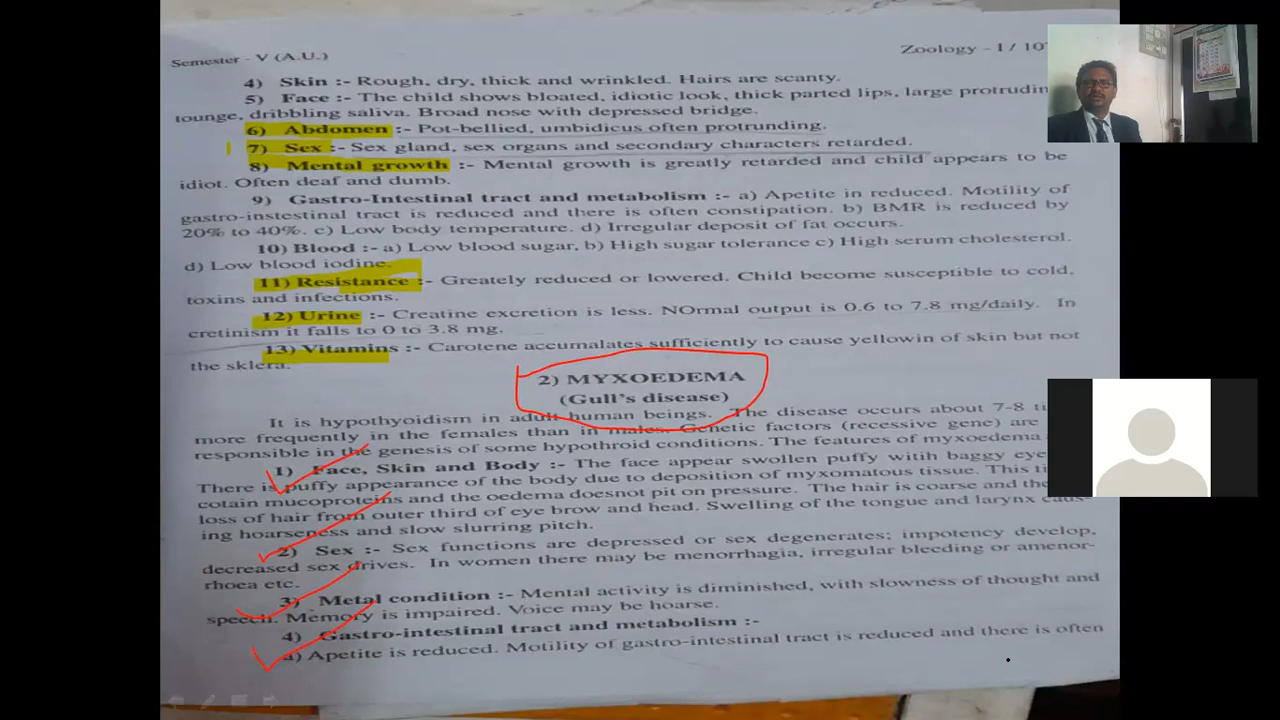 Semester - V (A.U.)
Zoology - I / 10
4) Skin :- Rough, dry, thick and wrinkled. Hairs are scanty.
5) Face :- The child shows bloated, idiotic look, thick parted lips, large protrudin
tounge, dribbling saliva. Broad nose with depressed bridge.
6) Abdomen :- Pot-bellied, umbidicus often protrunding.
7) Sex :- Sex gland, sex organs and secondary characters retarded.
8) Mental growth :- Mental growth is greatly retarded and child appears to be
idiot. Often deaf and dumb.
9) Gastro-Intestinal tract and metabolism :- a) Apetite in reduced. Motility of
gastro-instestinal tract is reduced and there is often constipation. b) BMR is reduced by
20% to 40%. c) Low body temperature. d) Irregular deposit of fat occurs.
10) Blood :- a) Low blood sugar, b) High sugar tolerance c) High serum cholesterol.
d) Low blood iodine.
11) Resistance :- Greately reduced or lowered. Child become susceptible to cold,
toxins and infections.
12) Urine :- Creatine excretion is less. NOrmal output is 0.6 to 7.8 mg/daily. In
cretinism it falls to 0 to 3.8 mg.
13) Vitamins :- Carotene accumalates sufficiently to cause yellowin of skin but not
the sklera.
2) MYXOEDEMA
(Gull's disease)
It is hypothyoidism in adult human beings. The disease occurs about 7-8 ti
more frequently in the females than in males. Genetic factors (recessive gene) are
responsible in the genesis of some hypothroid conditions. The features of myxoedema
1) Face, Skin and Body :- The face appear swollen puffy witih baggy eye
There is puffy appearance of the body due to deposition of myxomatous tissue. This ti
cotain mucoproteins and the oedema doesnot pit on pressure. The hair is coarse and the
loss of hair from outer third of eye brow and head. Swelling of the tongue and larynx caus-
ing hoarseness and slow slurring pitch.
2) Sex :- Sex functions are depressed or sex degenerates; impotency develop,
decreased sex drives. In women there may be menorrhagia, irregular bleeding or amenor-
rhoea etc.
3) Metal condition :- Mental activity is diminished, with slowness of thought and
speech. Memory is impaired. Voice may be hoarse.
4) Gastro-intestinal tract and metabolism :-
a) Apetite is reduced. Motility of gastro-intestinal tract is reduced and there is often